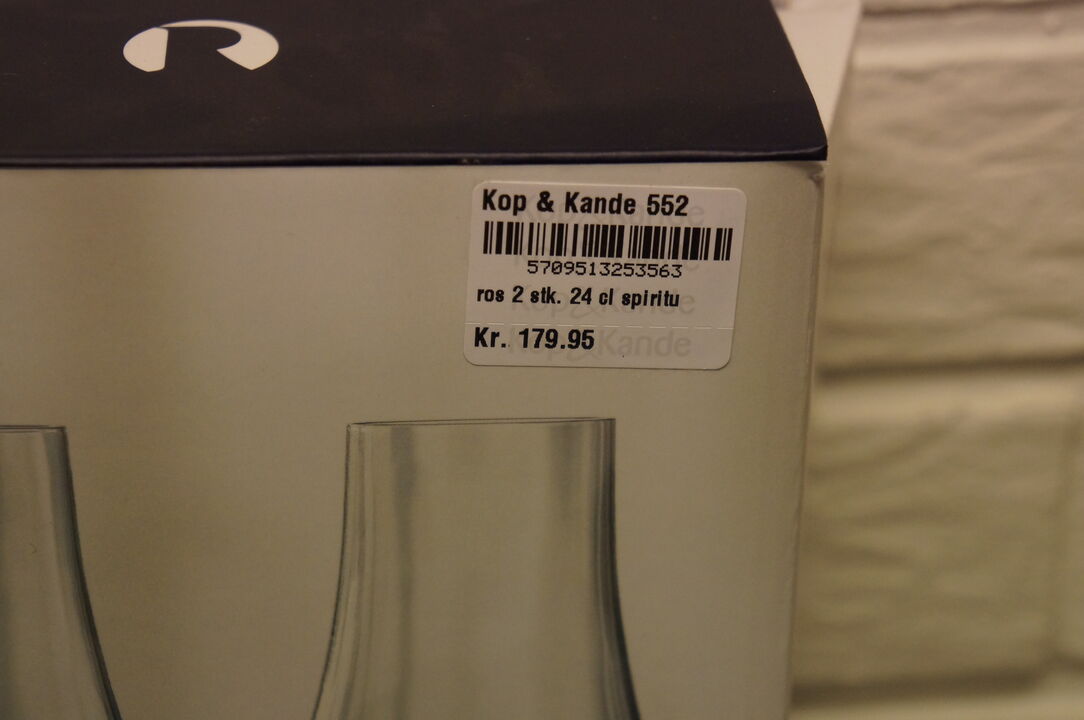 R
Kop & Kande 552
5709513253563
ros 2 stk. 24 cl spiritu
Kr. 179.95